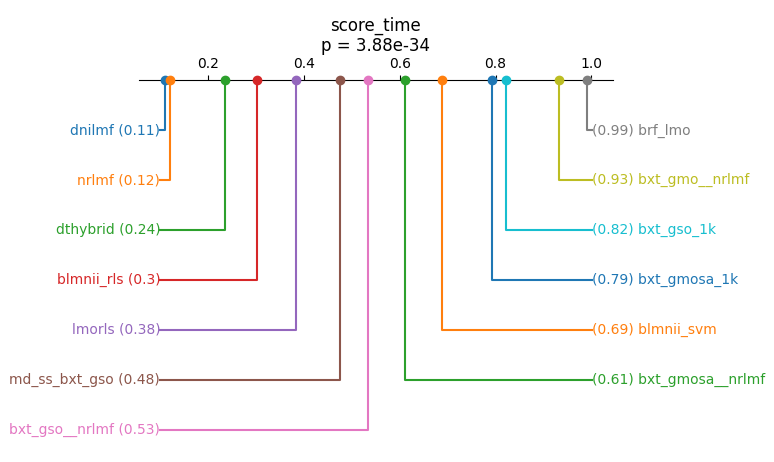 score_time
p = 3.88e-34
0.2 0.4 0.6 0.8 1.0
dnilmf (0.11)
nrlmf (0.12)
dthybrid (0.24)
blmnii_rls (0.3)
lmorls (0.38)
md_ss_bxt_gso (0.48)
bxt_gso__nrlmf (0.53)
(0.99) brf_lmo
(0.93) bxt_gmo__nrlmf
(0.82) bxt_gso_1k
(0.79) bxt_gmosa_1k
(0.69) blmnii_svm
(0.61) bxt_gmosa__nrlmf